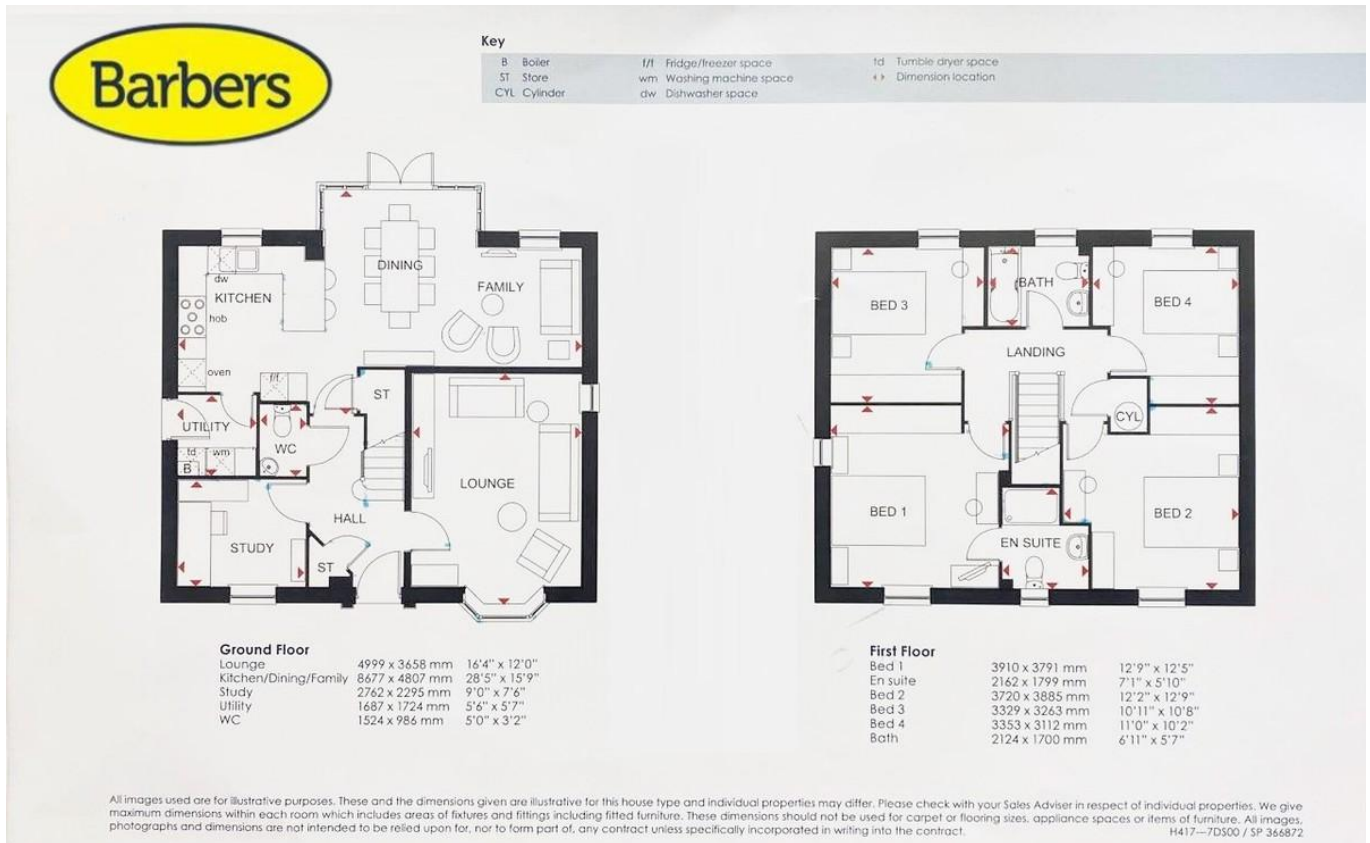 Barbers
Key
B Boiler f/f Fridge/freezer space td Tumble dryer space
ST Store wm Washing machine space Dimension location
CYL Cylinder dw Dishwasher space
DINING
FAMILY
dw
KITCHEN
hob
oven
f/f
ST
UTILITY
WC
td wm
B
LOUNGE
HALL
STUDY
ST
BATH
BED 3
BED 4
LANDING
CYL
BED 1
BED 2
EN SUITE
Ground Floor
Lounge 4999 x 3658 mm 16'4" x 12'0"
Kitchen/Dining/Family 8677 x 4807 mm 28'5" x 15'9"
Study 2762 x 2295 mm 9'0" x 7'6"
Utility 1687 x 1724 mm 5'6" x 5'7"
WC 1524 x 986 mm 5'0" x 3'2"
First Floor
Bed 1 3910 x 3791 mm 12'9" x 12'5"
En suite 2162 x 1799 mm 7'1" x 5'10"
Bed 2 3720 x 3885 mm 12'2" x 12'9"
Bed 3 3329 x 3263 mm 10'11" x 10'8"
Bed 4 3353 x 3112 mm 11'0" x 10'2"
Bath 2124 x 1700 mm 6'11" x 5'7"
All images used are for illustrative purposes. These and the dimensions given are illustrative for this house type and individual properties may differ. Please check with your Sales Adviser in respect of individual properties. We give
maximum dimensions within each room which includes areas of fixtures and fittings including fitted furniture. These dimensions should not be used for carpet or flooring sizes, appliance spaces or items of furniture. All images,
photographs and dimensions are not intended to be relied upon for, nor to form part of, any contract unless specifically incorporated in writing into the contract.
H417—7DS00 / SP 366872